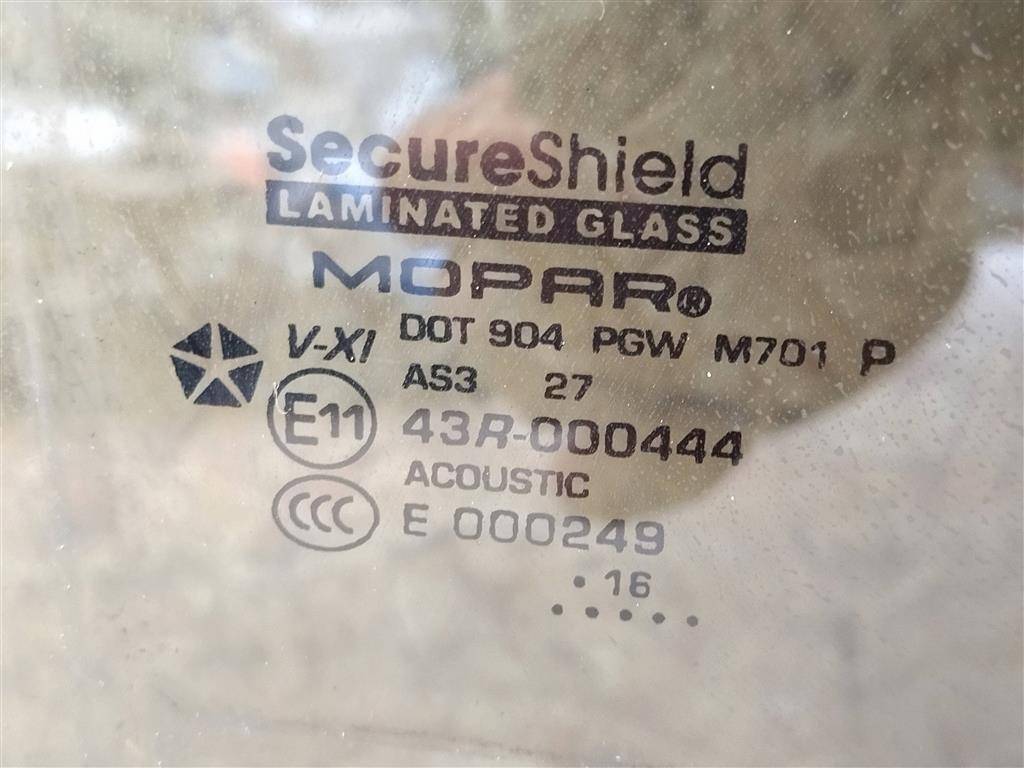 SecureShield
LAMINATED GLASS
MOPAR®
V-XI DOT 904 PGW M701 P
AS3 27
E11 43R-000444
ACOUSTIC
CCC E 000249
• 16
• • • • •